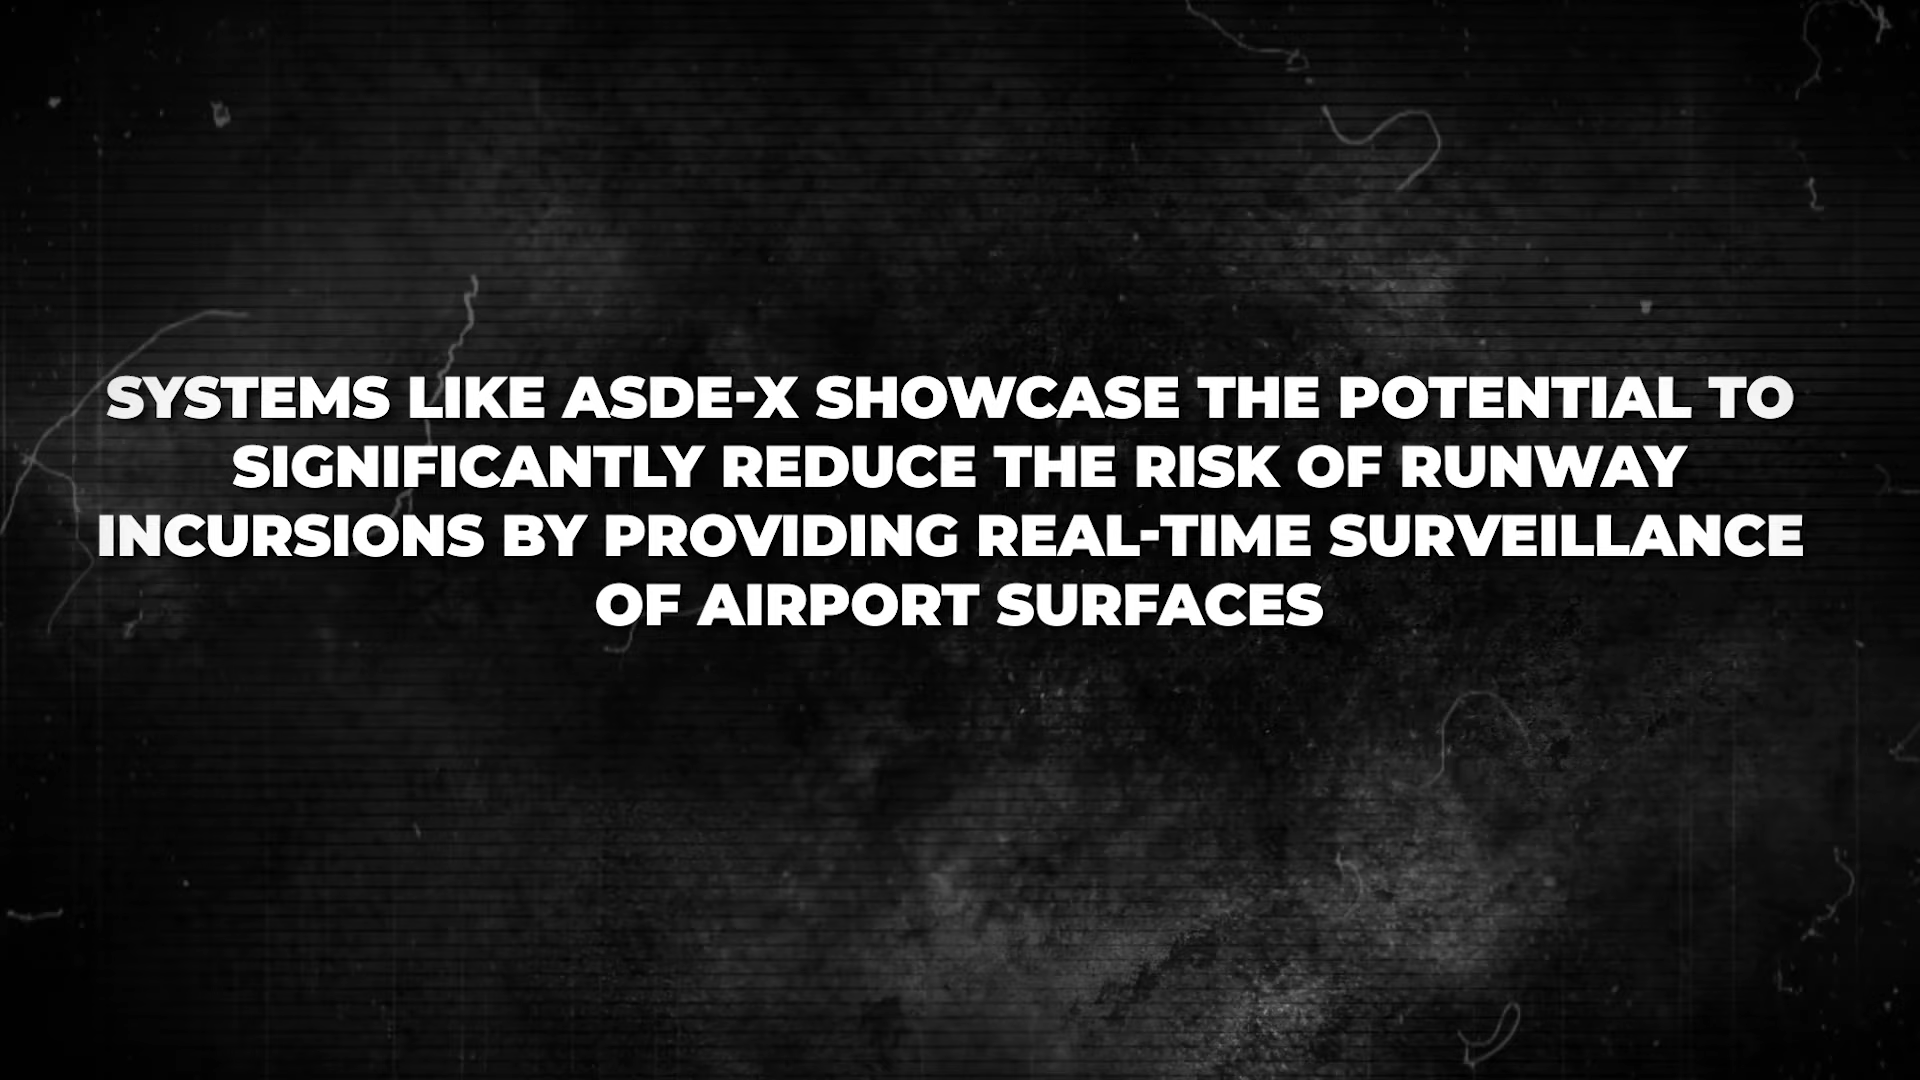 SYSTEMS LIKE ASDE-X SHOWCASE THE POTENTIAL TO
SIGNIFICANTLY REDUCE THE RISK OF RUNWAY
INCURSIONS BY PROVIDING REAL-TIME SURVEILLANCE
OF AIRPORT SURFACES